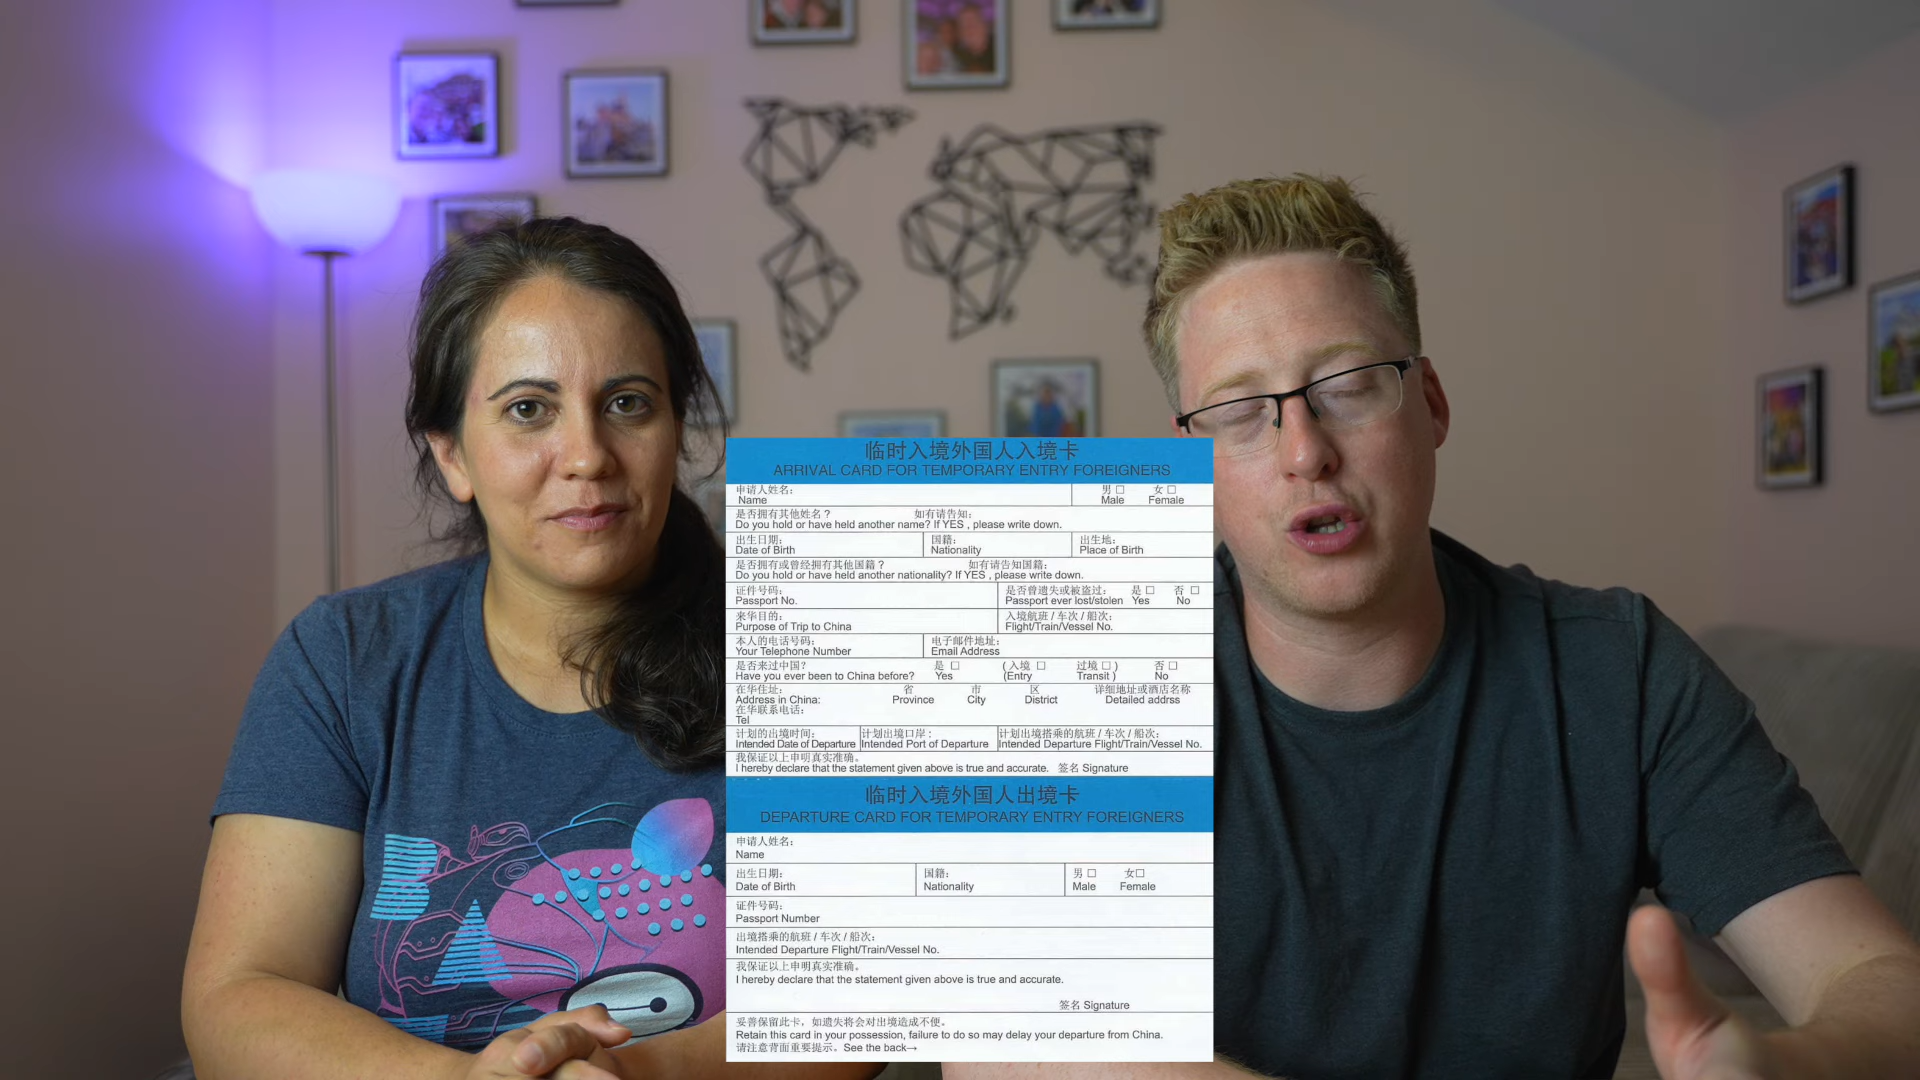 临时入境外国人入境卡
ARRIVAL CARD FOR TEMPORARY ENTRY FOREIGNERS
申请人姓名: 男 □ 女 □
Name Male Female
是否拥有其他姓名? 如有请告知:
Do you hold or have held another name? If YES , please write down.
出生日期: 国籍: 出生地:
Date of Birth Nationality Place of Birth
是否拥有或曾经拥有其他国籍? 如有请告知国籍:
Do you hold or have held another nationality? If YES , please write down.
证件号码: 是否曾遗失或被盗过: 是 □ 否 □
Passport No. Passport ever lost/stolen Yes No
来华目的: 入境航班 / 车次 / 船次:
Purpose of Trip to China Flight/Train/Vessel No.
本人的电话号码: 电子邮件地址:
Your Telephone Number Email Address
是否来过中国? 是 □ (入境 □ 过境 □ ) 否 □
Have you ever been to China before? Yes (Entry Transit ) No
在华住址: 省 市 区 详细地址或酒店名称
Address in China: Province City District Detailed addrss
在华联系电话:
Tel
计划的出境时间: 计划出境口岸: 计划出境搭乘的航班 / 车次 / 船次:
Intended Date of Departure Intended Port of Departure Intended Departure Flight/Train/Vessel No.
我保证以上申明真实准确。
I hereby declare that the statement given above is true and accurate. 签名 Signature
临时入境外国人出境卡
DEPARTURE CARD FOR TEMPORARY ENTRY FOREIGNERS
申请人姓名:
Name
出生日期: 国籍: 男 □ 女□
Date of Birth Nationality Male Female
证件号码:
Passport Number
出境搭乘的航班 / 车次 / 船次:
Intended Departure Flight/Train/Vessel No.
我保证以上申明真实准确。
I hereby declare that the statement given above is true and accurate.
签名 Signature
妥善保留此卡，如遗失将会对出境造成不便。
Retain this card in your possession, failure to do so may delay your departure from China.
请注意背面重要提示。See the back→